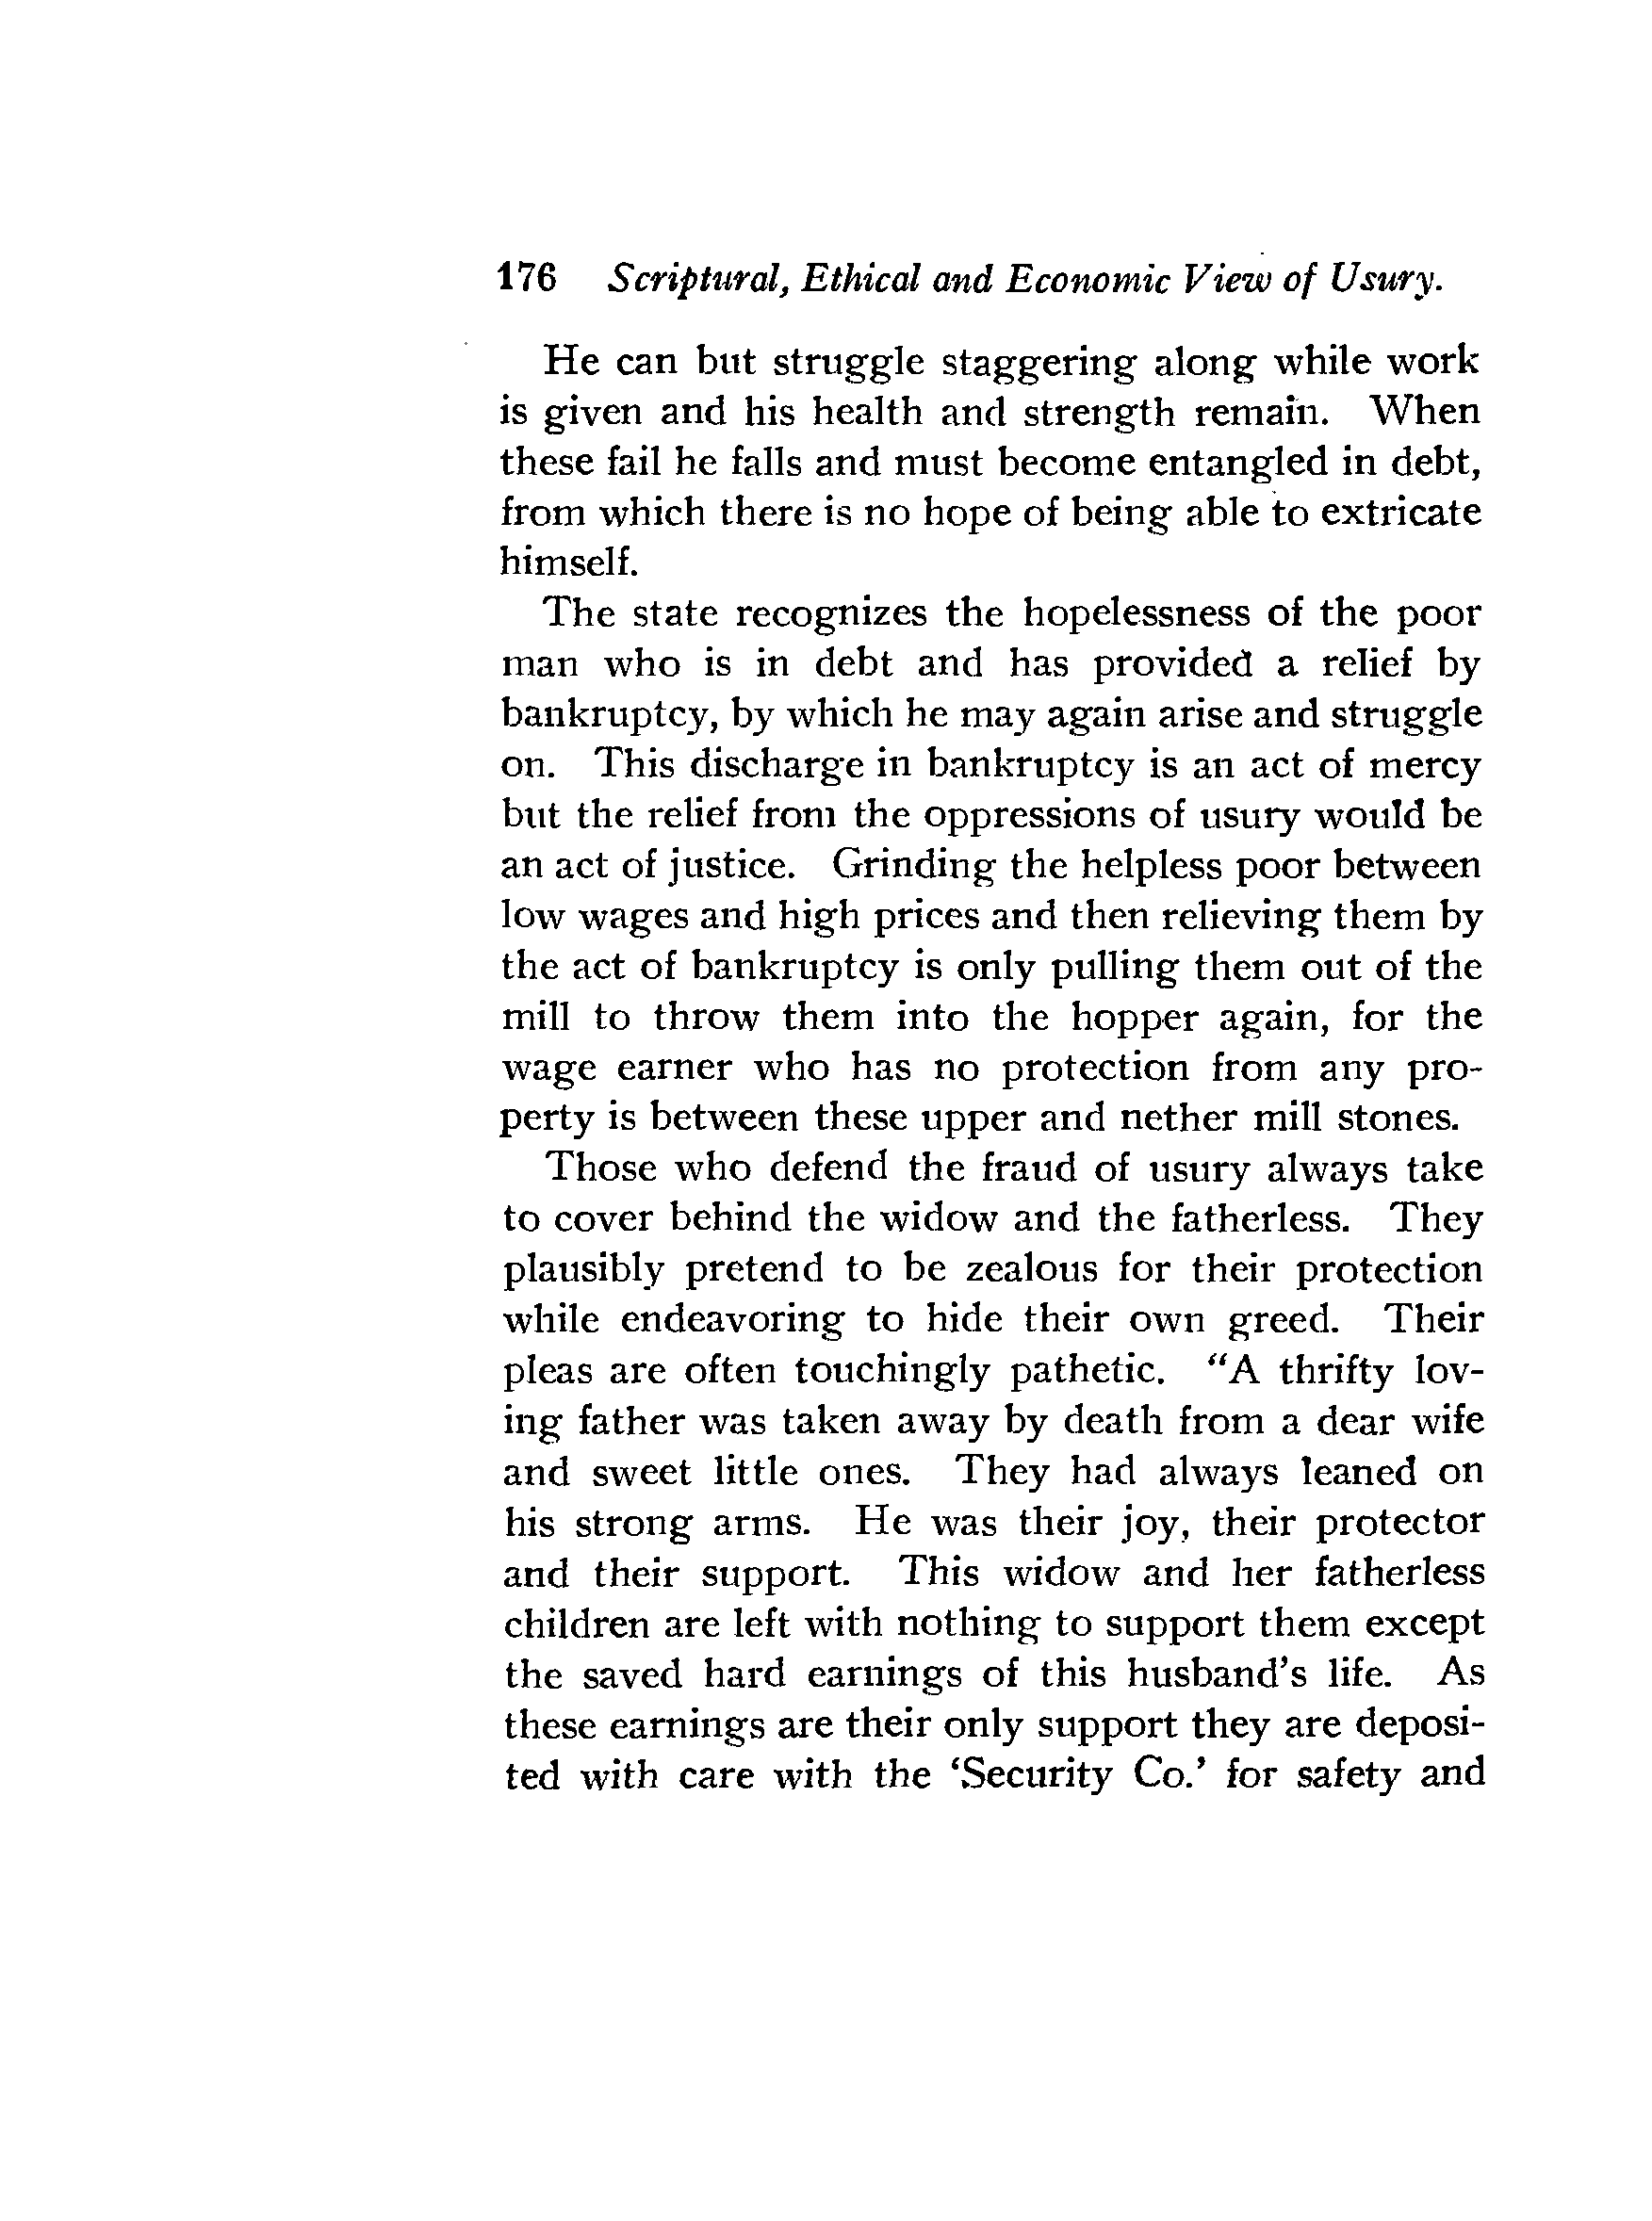 176 Scriptural, Ethical and Economic View of Usury.
He can but struggle staggering along while work
is given and his health and strength remain. When
these fail he falls and must become entangled in debt,
from which there is no hope of being able to extricate
himself.
The state recognizes the hopelessness of the poor
man who is in debt and has provided a relief by
bankruptcy, by which he may again arise and struggle
on. This discharge in bankruptcy is an act of mercy
but the relief from the oppressions of usury would be
an act of justice. Grinding the helpless poor between
low wages and high prices and then relieving them by
the act of bankruptcy is only pulling them out of the
mill to throw them into the hopper again, for the
wage earner who has no protection from any pro-
perty is between these upper and nether mill stones.
Those who defend the fraud of usury always take
to cover behind the widow and the fatherless. They
plausibly pretend to be zealous for their protection
while endeavoring to hide their own greed. Their
pleas are often touchingly pathetic. "A thrifty lov-
ing father was taken away by death from a dear wife
and sweet little ones. They had always leaned on
his strong arms. He was their joy, their protector
and their support. This widow and her fatherless
children are left with nothing to support them except
the saved hard earnings of this husband's life. As
these earnings are their only support they are deposi-
ted with care with the 'Security Co.' for safety and